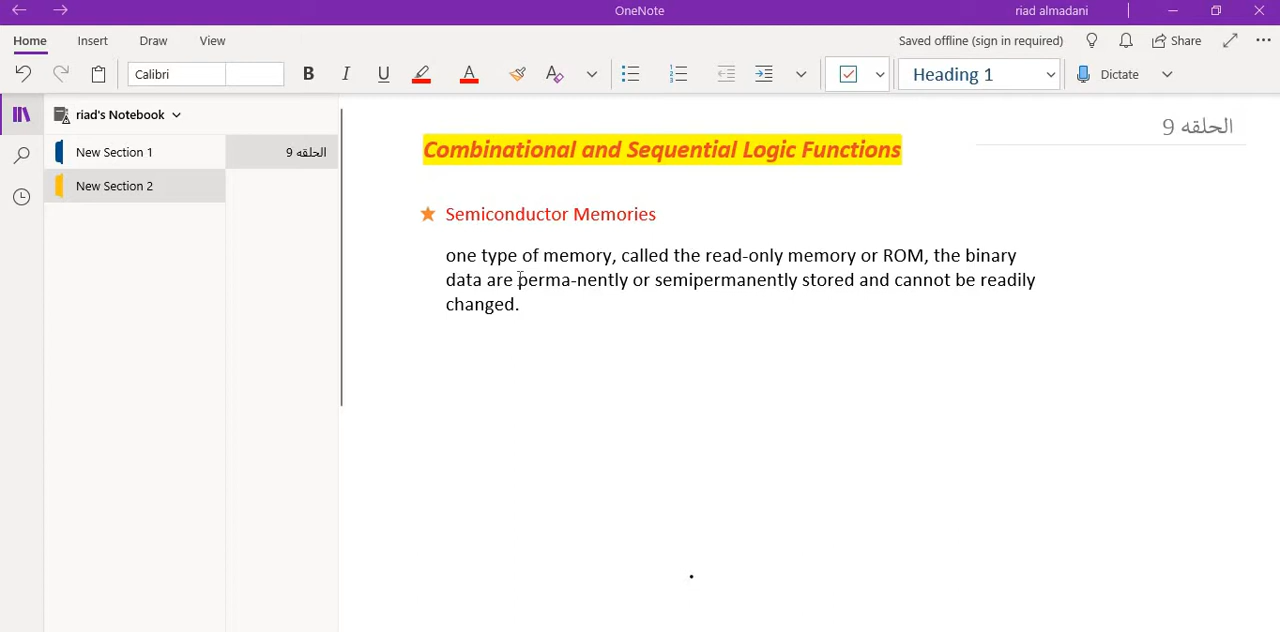 OneNote
riad almadani
Home Insert Draw View
Saved offline (sign in required)
Share
Calibri
B I U A A
Heading 1
Dictate
riad's Notebook
New Section 1
New Section 2
الحلقه 9
الحلقه 9
Combinational and Sequential Logic Functions
Semiconductor Memories
one type of memory, called the read-only memory or ROM, the binary
data are perma-nently or semipermanently stored and cannot be readily
changed.